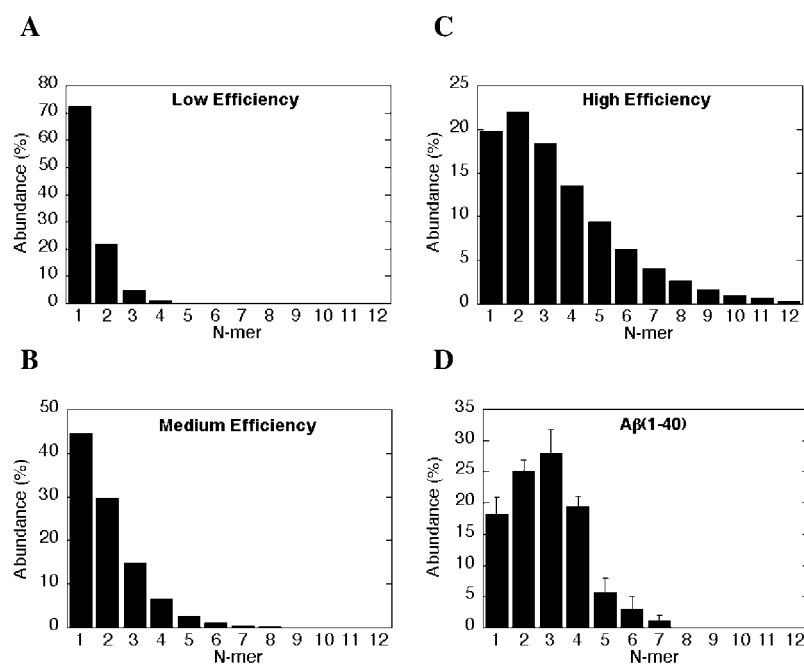 A
Low Efficiency
Abundance (%)
80
70
60
50
40
30
20
10
0
1 2 3 4 5 6 7 8 9 10 11 12
N-mer
B
Medium Efficiency
Abundance (%)
50
40
30
20
10
0
1 2 3 4 5 6 7 8 9 10 11 12
N-mer
C
High Efficiency
Abundance (%)
25
20
15
10
5
0
1 2 3 4 5 6 7 8 9 10 11 12
N-mer
D
Aβ(1-40)
Abundance (%)
35
30
25
20
15
10
5
0
1 2 3 4 5 6 7 8 9 10 11 12
N-mer